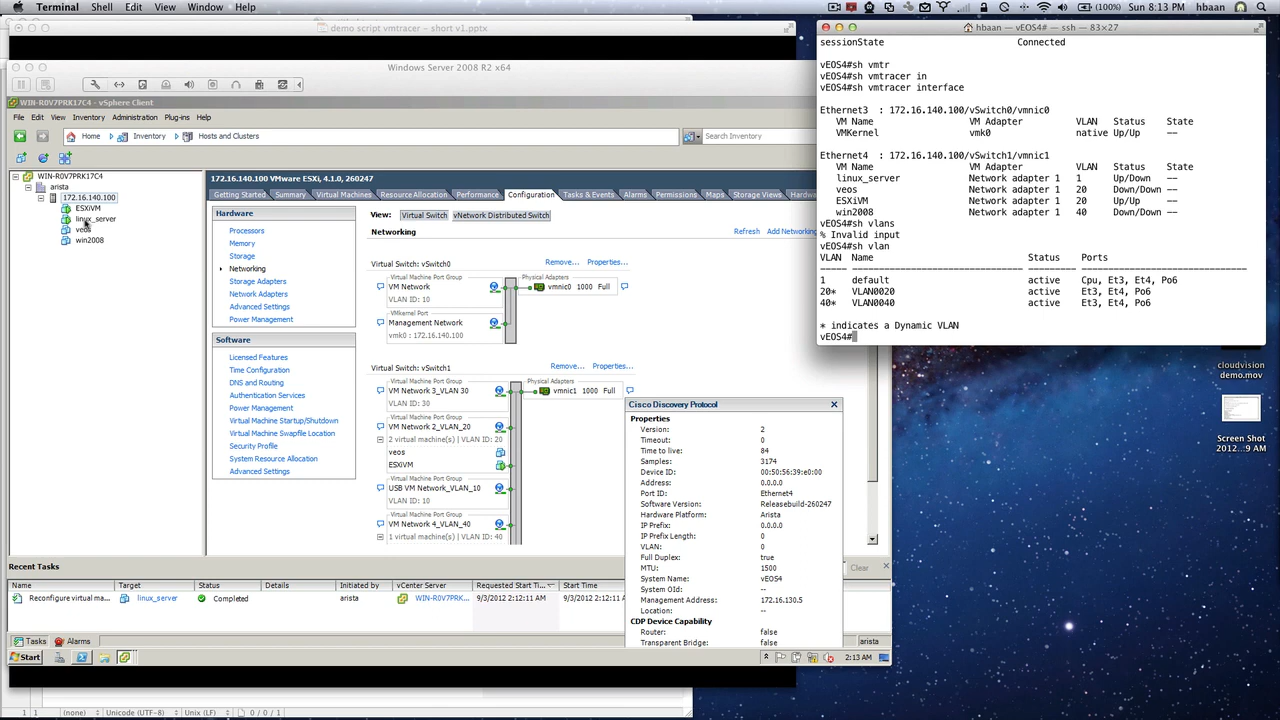 Terminal Shell Edit View Window Help
(100%) Sun 8:13 PM hbaan
demo script vmtracer – short v1.pptx
Windows Server 2008 R2 x64
WIN-R0V7PRK17C4 - vSphere Client
File Edit View Inventory Administration Plug-ins Help
Home Inventory Hosts and Clusters
Search Inventory
WIN-R0V7PRK17C4
arista
172.16.140.100
ESXiVM
linux_server
veos
win2008
172.16.140.100 VMware ESXi, 4.1.0, 260247
Getting Started Summary Virtual Machines Resource Allocation Performance Configuration Tasks & Events Alarms Permissions Maps Storage Views Hardw
Hardware
Processors
Memory
Storage
Networking
Storage Adapters
Network Adapters
Advanced Settings
Power Management
Software
Licensed Features
Time Configuration
DNS and Routing
Authentication Services
Power Management
Virtual Machine Startup/Shutdown
Virtual Machine Swapfile Location
Security Profile
System Resource Allocation
Advanced Settings
View: Virtual Switch vNetwork Distributed Switch
Networking
Refresh Add Networking
Virtual Switch: vSwitch0 Remove... Properties...
Virtual Machine Port Group Physical Adapters
VM Network vmnic0 1000 Full
VLAN ID: 10
VMkernel Port
Management Network
vmk0 : 172.16.140.100
Virtual Switch: vSwitch1 Remove... Properties...
Virtual Machine Port Group Physical Adapters
VM Network 3_VLAN 30 vmnic1 1000 Full
VLAN ID: 30
Virtual Machine Port Group
VM Network 2_VLAN_20
2 virtual machine(s) | VLAN ID: 20
veos
ESXiVM
Virtual Machine Port Group
USB VM Network_VLAN_10
VLAN ID: 10
Virtual Machine Port Group
VM Network 4_VLAN_40
1 virtual machine(s) | VLAN ID: 40
Cisco Discovery Protocol
Properties
Version: 2
Timeout: 0
Time to live: 84
Samples: 3174
Device ID: 00:50:56:39:e0:00
Address: 0.0.0.0
Port ID: Ethernet4
Software Version: Releasebuild-260247
Hardware Platform: Arista
IP Prefix: 0.0.0.0
IP Prefix Length: 0
VLAN: 0
Full Duplex: true
MTU: 1500
System Name: vEOS4
System OId: --
Management Address: 172.16.130.5
Location: --
CDP Device Capability
Router: false
Transparent Bridge: false
Recent Tasks
Clear
Name Target Status Details Initiated by vCenter Server Requested Start Ti... Start Time
Reconfigure virtual ma... linux_server Completed arista WIN-R0V7PRK... 9/3/2012 2:12:11 AM 9/3/2012 2:12:11
Tasks Alarms
arista
Start 2:13 AM
1 1 (none) Unicode (UTF-8) Unix (LF) 0 / 0 / 1
hbaan — vEOS4 — ssh — 83×27
sessionState Connected
vEOS4#sh vmtr
vEOS4#sh vmtracer in
vEOS4#sh vmtracer interface
Ethernet3 : 172.16.140.100/vSwitch0/vmnic0
VM Name VM Adapter VLAN Status State
VMKernel vmk0 native Up/Up --
Ethernet4 : 172.16.140.100/vSwitch1/vmnic1
VM Name VM Adapter VLAN Status State
linux_server Network adapter 1 1 Up/Down --
veos Network adapter 1 20 Down/Down --
ESXiVM Network adapter 1 20 Up/Up --
win2008 Network adapter 1 40 Down/Down --
vEOS4#sh vlans
% Invalid input
vEOS4#sh vlan
VLAN Name Status Ports
1 default active Cpu, Et3, Et4, Po6
20* VLAN0020 active Et3, Et4, Po6
40* VLAN0040 active Et3, Et4, Po6
* indicates a Dynamic VLAN
vEOS4#
cloudvision
demo.mov
Screen Shot
2012...9 AM